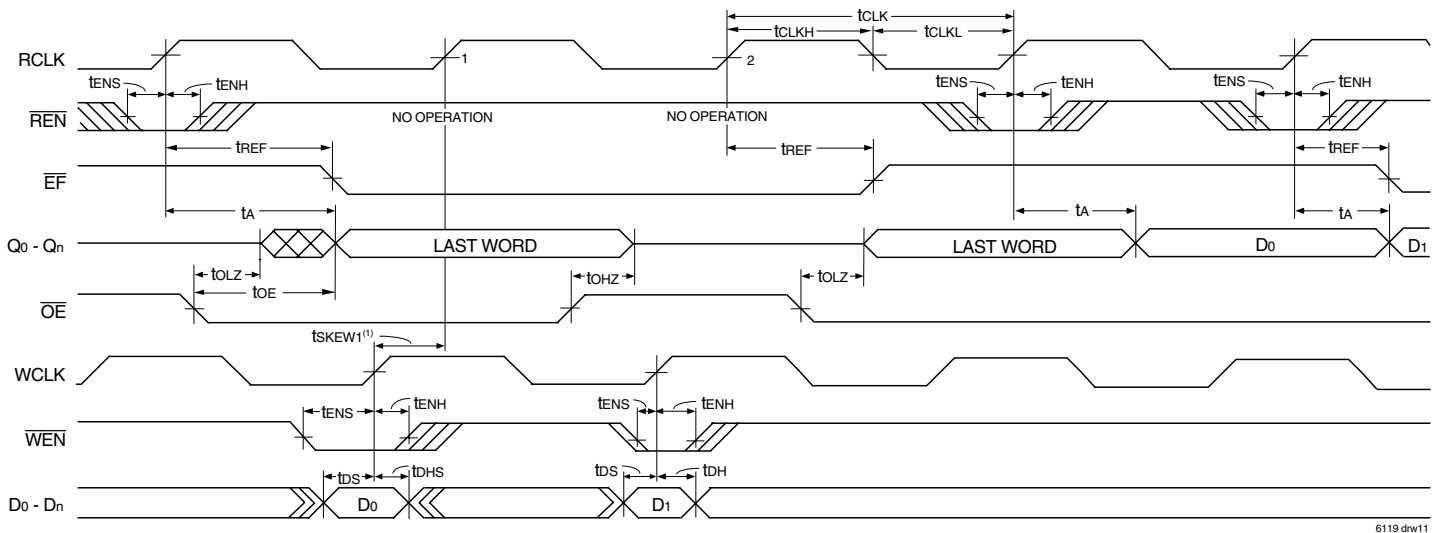 tCLK
tCLKH tCLKL
RCLK 1 2
tENS tENH tENS tENH tENS tENH
REN NO OPERATION NO OPERATION
tREF tREF tREF
EF
tA tA tA
Q0 - Qn LAST WORD LAST WORD D0 D1
tOLZ tOHZ tOLZ
tOE
OE
tSKEW1(1)
WCLK
tENS tENH tENS tENH
WEN
tDS tDHS tDS tDH
D0 - Dn D0 D1
6119 drw11